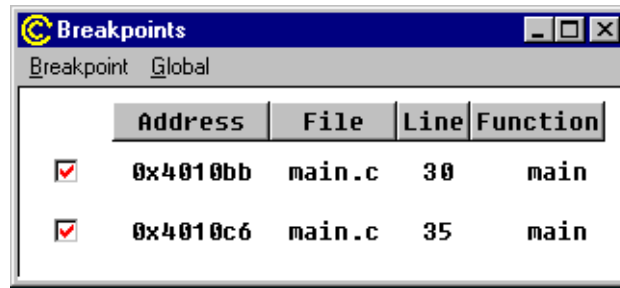 Breakpoints
Breakpoint Global
Address File Line Function
0x4010bb main.c 30 main
0x4010c6 main.c 35 main